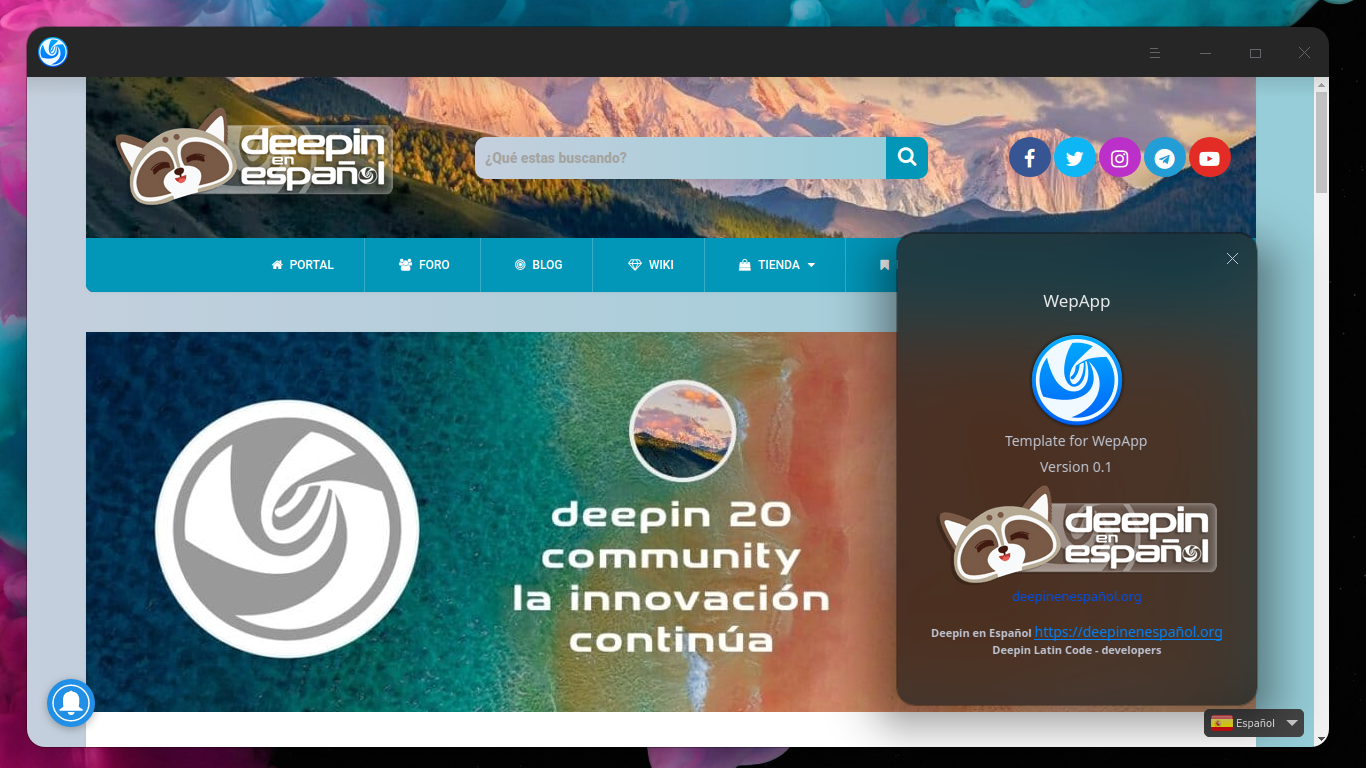 deepin
en
español
¿Qué estas buscando?
PORTAL
FORO
BLOG
WIKI
TIENDA
WepApp
Template for WepApp
Version 0.1
deepin
en
español
deepinenespañol.org
Deepin en Español https://deepinenespañol.org
Deepin Latin Code - developers
deepin 20
community
la innovación
continúa
Español